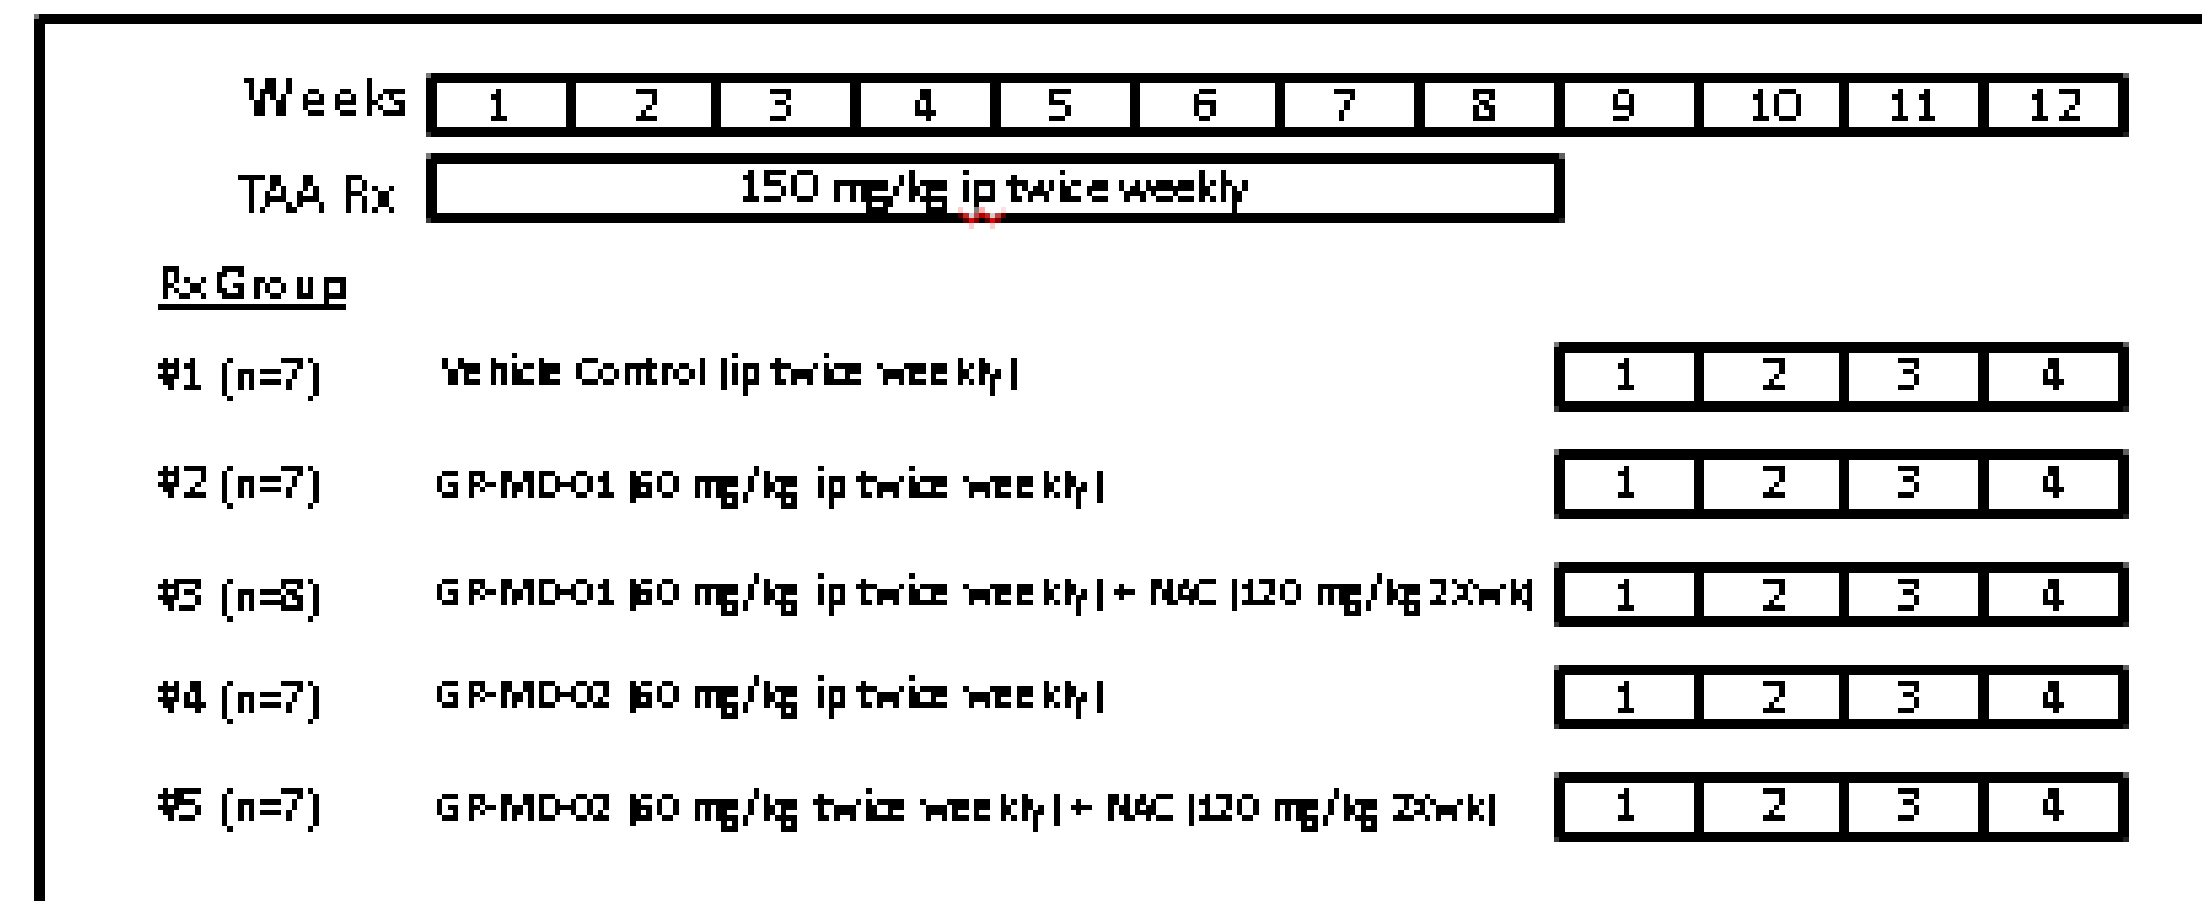 Weeks 1 2 3 4 5 6 7 8 9 10 11 12
TAA Rx 150 mg/kg ip twice weekly
Rx Group
#1 (n=7) Vehicle Control (ip twice weekly) 1 2 3 4
#2 (n=7) GR-MD-01 (60 mg/kg ip twice weekly) 1 2 3 4
#3 (n=8) GR-MD-01 (60 mg/kg ip twice weekly) + NAC (120 mg/kg 2Xwk) 1 2 3 4
#4 (n=7) GR-MD-02 (60 mg/kg ip twice weekly) 1 2 3 4
#5 (n=7) GR-MD-02 (60 mg/kg twice weekly) + NAC (120 mg/kg 2Xwk) 1 2 3 4